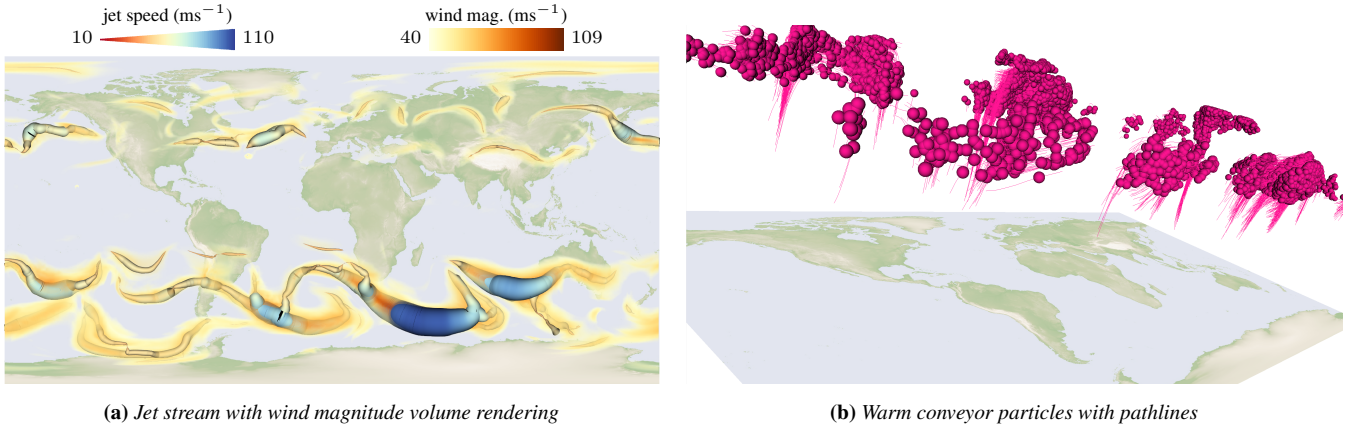 jet speed (ms−1) wind mag. (ms−1)
10 110 40 109
(a) Jet stream with wind magnitude volume rendering
(b) Warm conveyor particles with pathlines